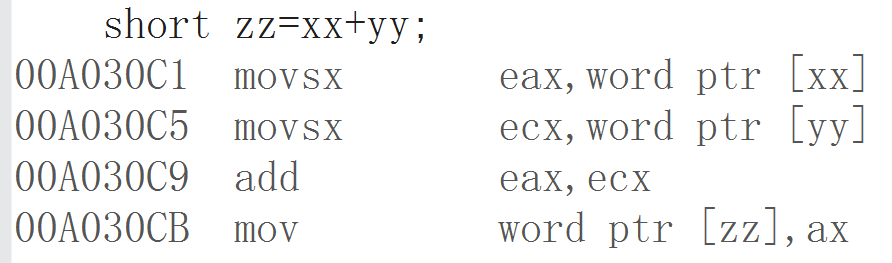 short zz=xx+yy;
00A030C1 movsx eax,word ptr [xx]
00A030C5 movsx ecx,word ptr [yy]
00A030C9 add eax,ecx
00A030CB mov word ptr [zz],ax